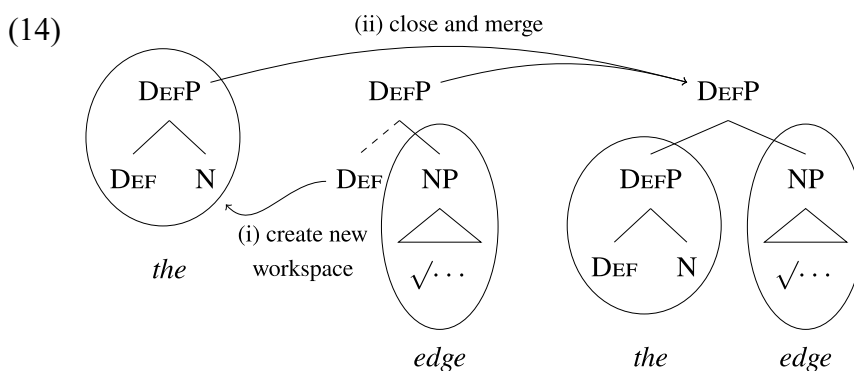 (14)
(ii) close and merge
DEFP DEFP DEFP
DEF N DEF NP DEFP NP
(i) create new
workspace
the √··· DEF N √···
edge the edge